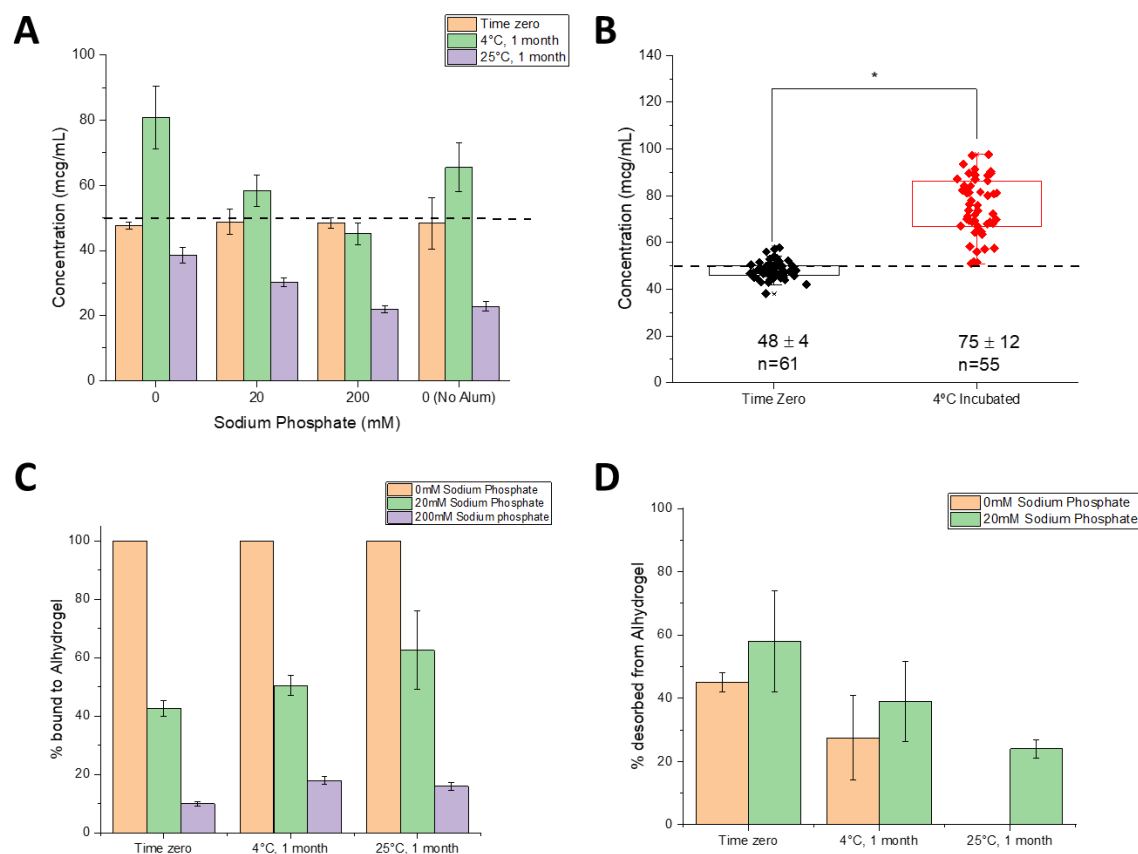 A
Time zero
4°C, 1 month
25°C, 1 month
100
80
60
40
20
0
Concentration (mcg/mL)
0
20
200
0 (No Alum)
Sodium Phosphate (mM)
B
140
120
100
80
60
40
20
0
Concentration (mcg/mL)
*
48 ± 4
n=61
75 ± 12
n=55
Time Zero
4ºC Incubated
C
0mM Sodium Phosphate
20mM Sodium Phosphate
200mM Sodium phosphate
100
80
60
40
20
0
% bound to Alhydrogel
Time zero
4°C, 1 month
25°C, 1 month
D
0mM Sodium Phosphate
20mM Sodium Phosphate
100
80
60
40
20
0
% desorbed from Alhydrogel
Time zero
4°C, 1 month
25°C, 1 month